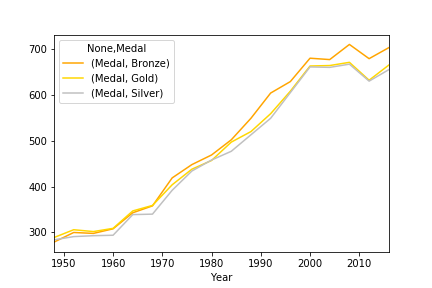 None,Medal
(Medal, Bronze)
(Medal, Gold)
(Medal, Silver)
700
600
500
400
300
1950 1960 1970 1980 1990 2000 2010
Year